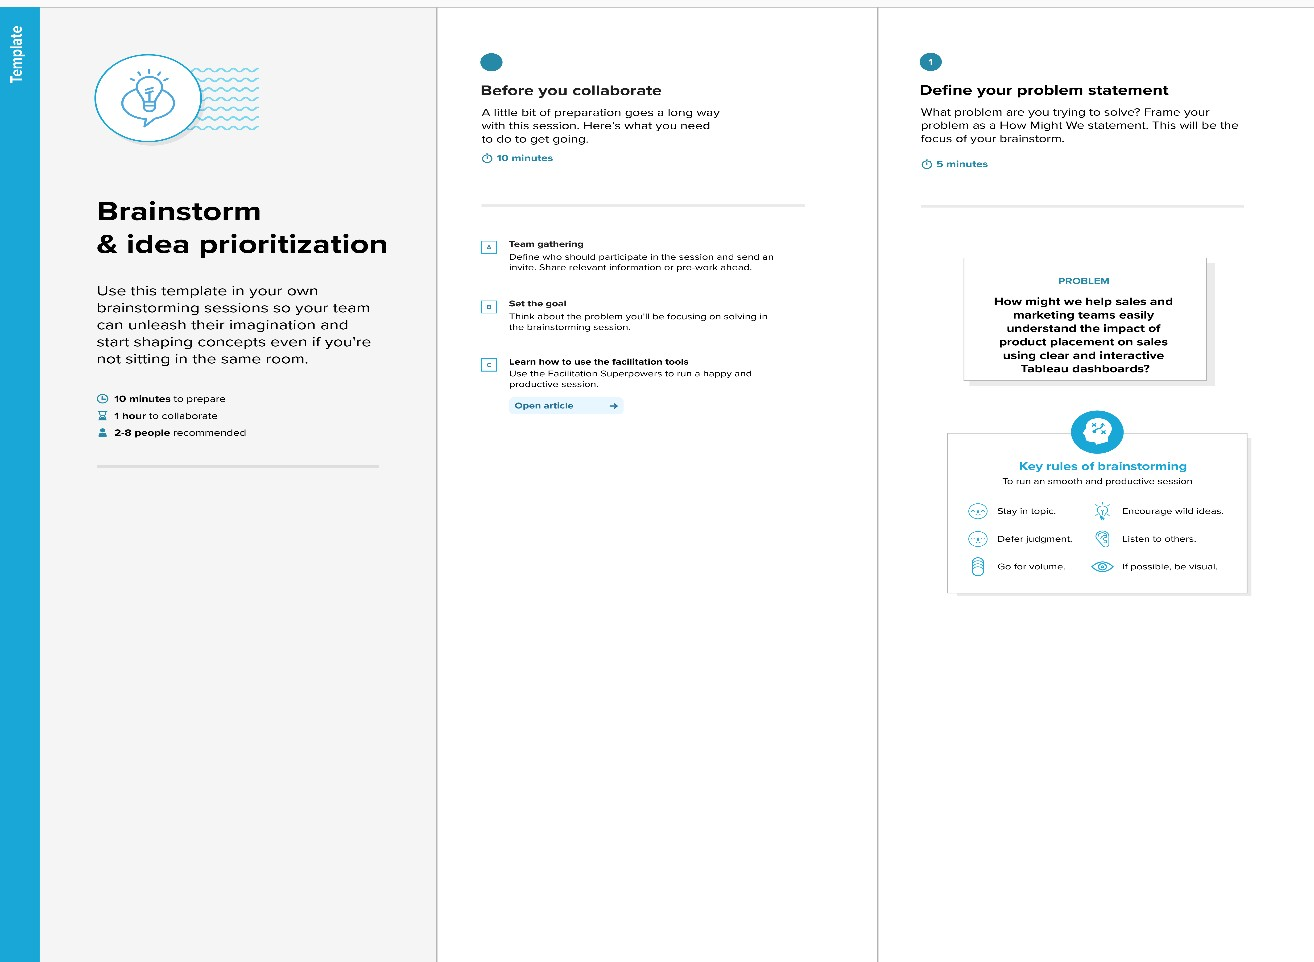 Template
Brainstorm
& idea prioritization
Use this template in your own
brainstorming sessions so your team
can unleash their imagination and
start shaping concepts even if you're
not sitting in the same room.
10 minutes to prepare
1 hour to collaborate
2-8 people recommended
Before you collaborate
A little bit of preparation goes a long way
with this session. Here's what you need
to do to get going.
10 minutes
A
Team gathering
Define who should participate in the session and send an
invite. Share relevant information or pre-work ahead.
B
Set the goal
Think about the problem you'll be focusing on solving in
the brainstorming session.
C
Learn how to use the facilitation tools
Use the Facilitation Superpowers to run a happy and
productive session.
Open article
1
Define your problem statement
What problem are you trying to solve? Frame your
problem as a How Might We statement. This will be the
focus of your brainstorm.
5 minutes
PROBLEM
How might we help sales and
marketing teams easily
understand the impact of
product placement on sales
using clear and interactive
Tableau dashboards?
Key rules of brainstorming
To run an smooth and productive session
Stay in topic. Encourage wild ideas.
Defer judgment. Listen to others.
Go for volume. If possible, be visual.